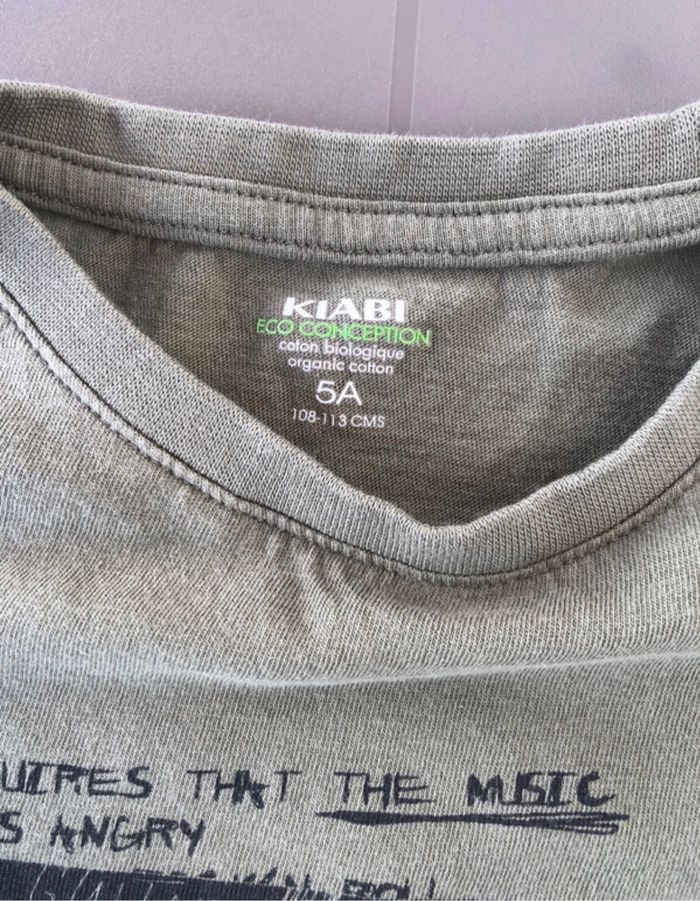 KIABI
ECO CONCEPTION
coton biologique
organic cotton
5A
108-113 CMS
UIRES THAT THE MUSIC
S ANGRY